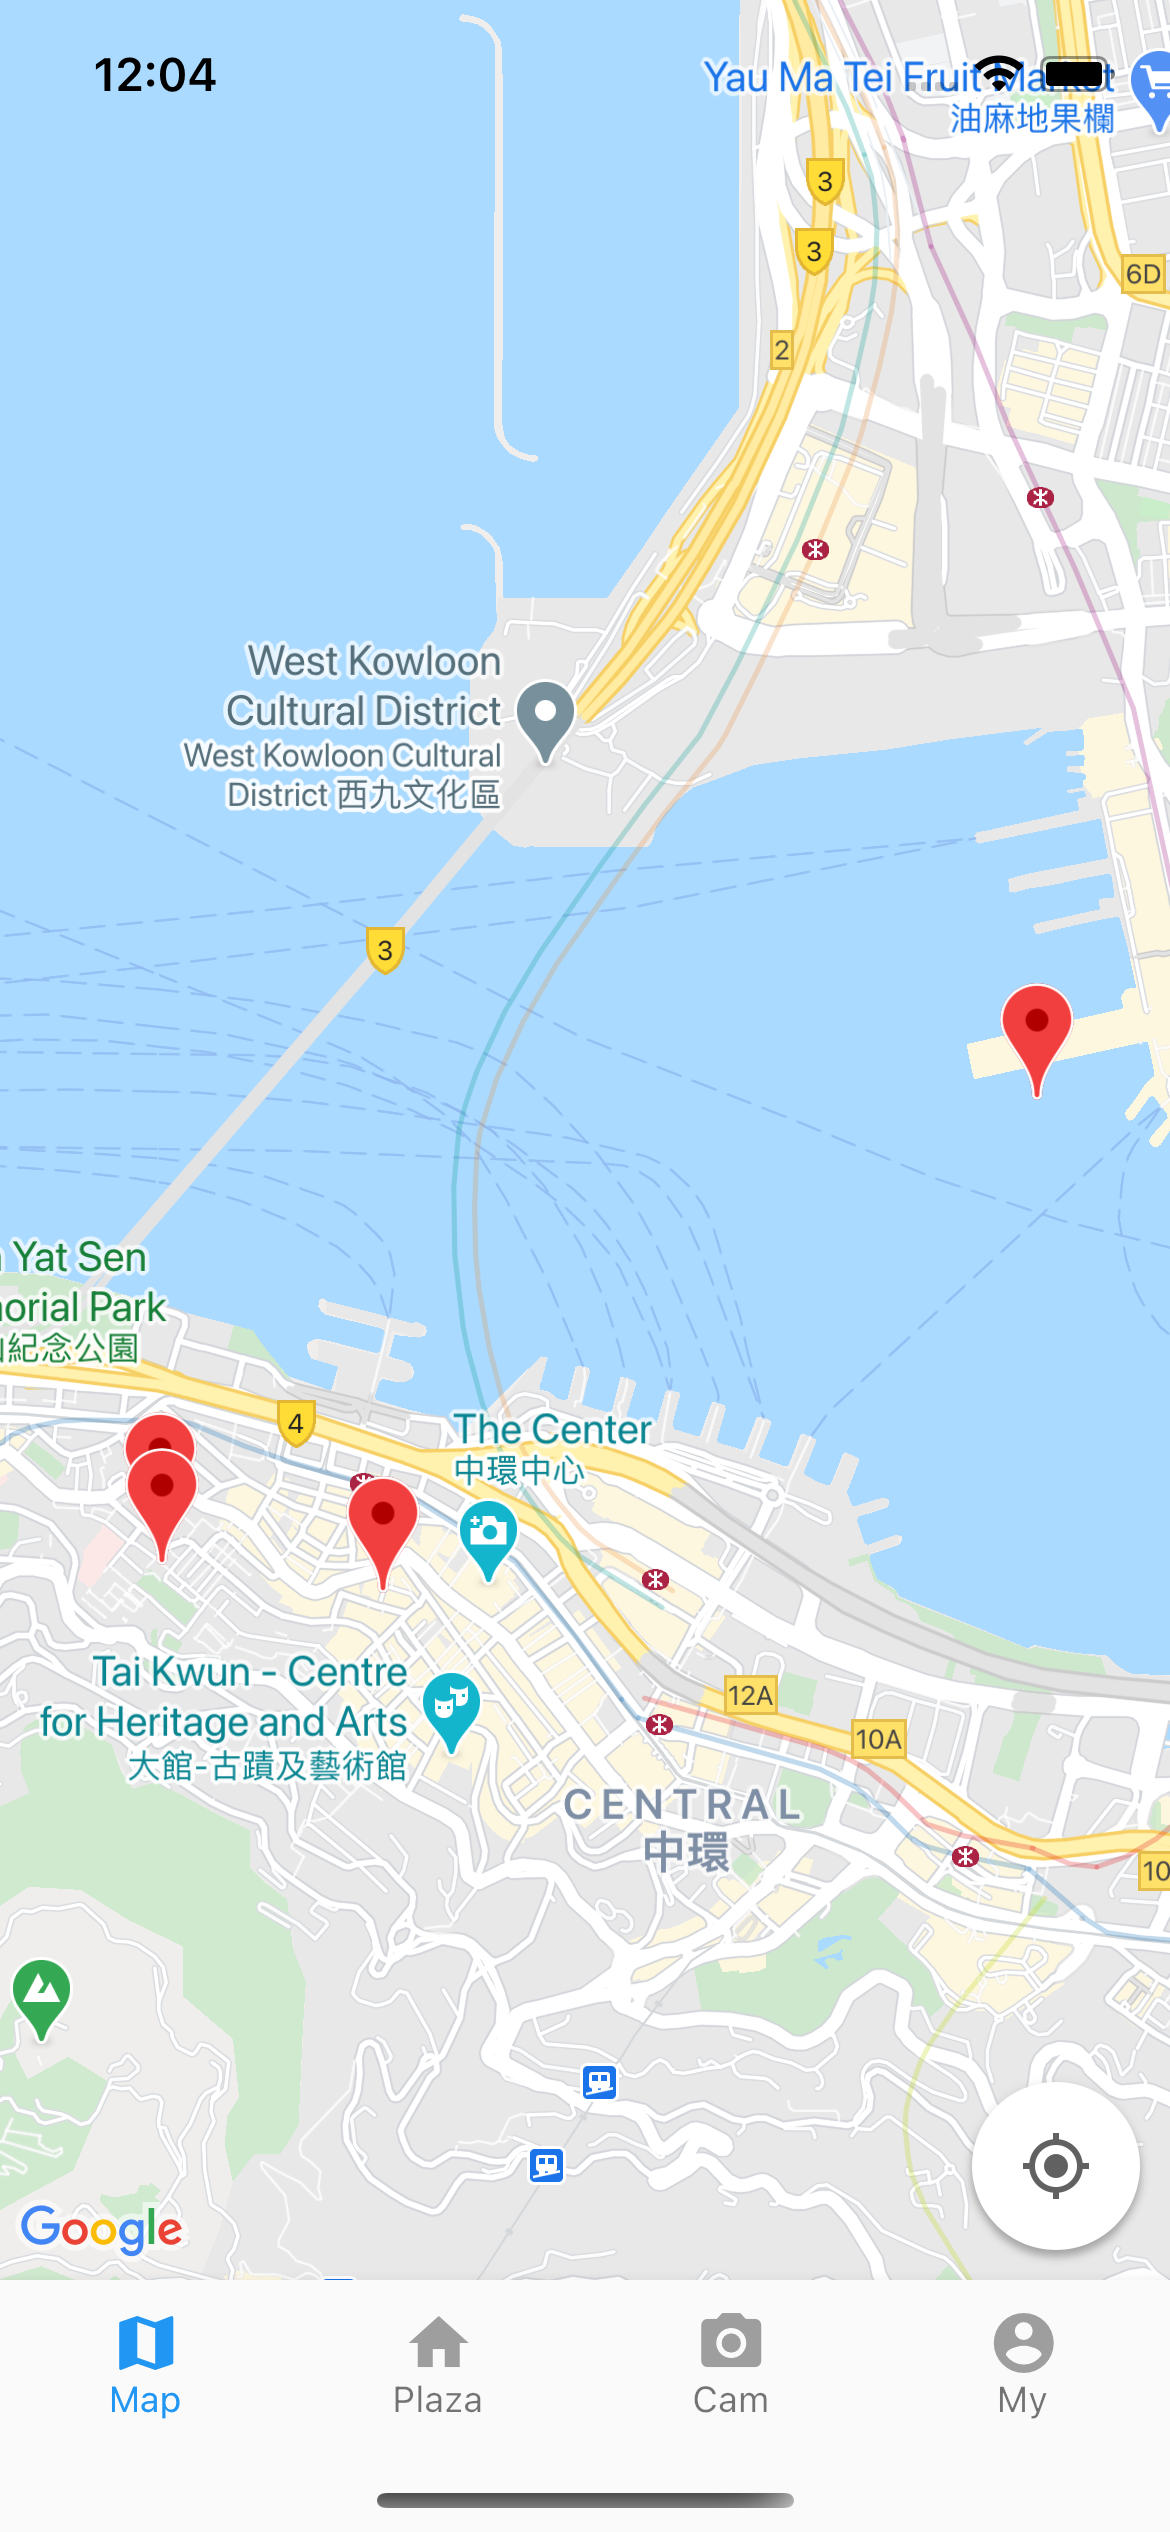 12:04
Yau Ma Tei Fruit Market
油麻地果欄
3
3
6D
2
West Kowloon
Cultural District
West Kowloon Cultural
District 西九文化區
3
Yat Sen
Park
紀念公園
4
The Center
中環中心
Tai Kwun - Centre
for Heritage and Arts
大館-古蹟及藝術館
12A
10A
CENTRAL
中環
10
Google
Map
Plaza
Cam
My